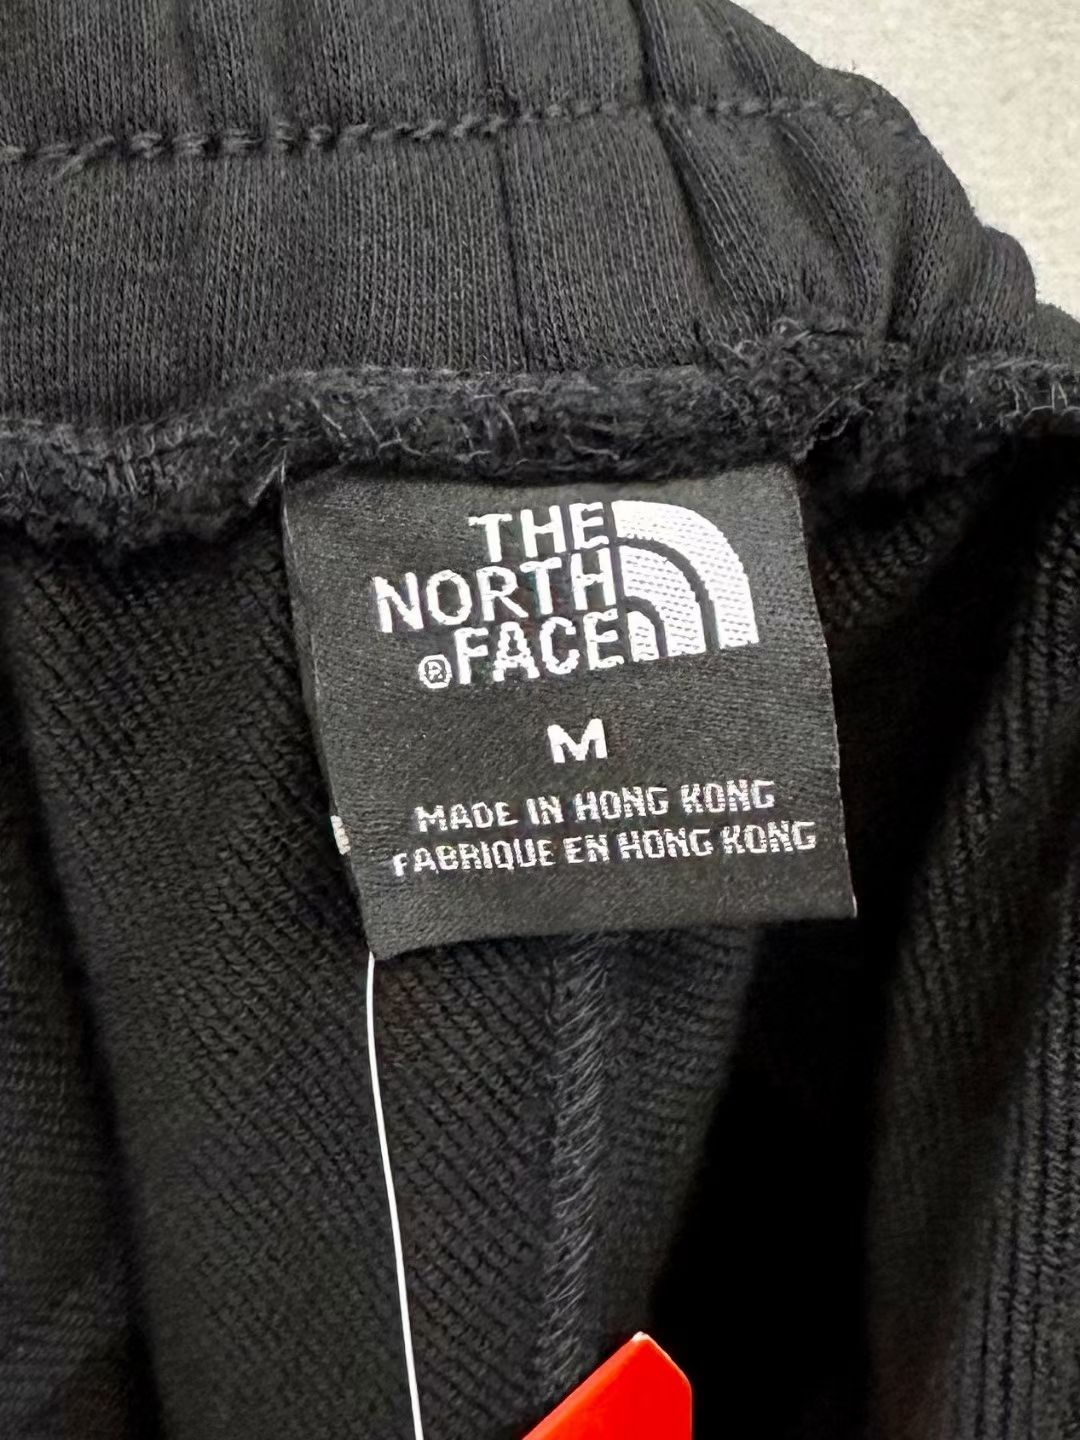 THE
NORTH
®FACE
M
MADE IN HONG KONG
FABRIQUE EN HONG KONG